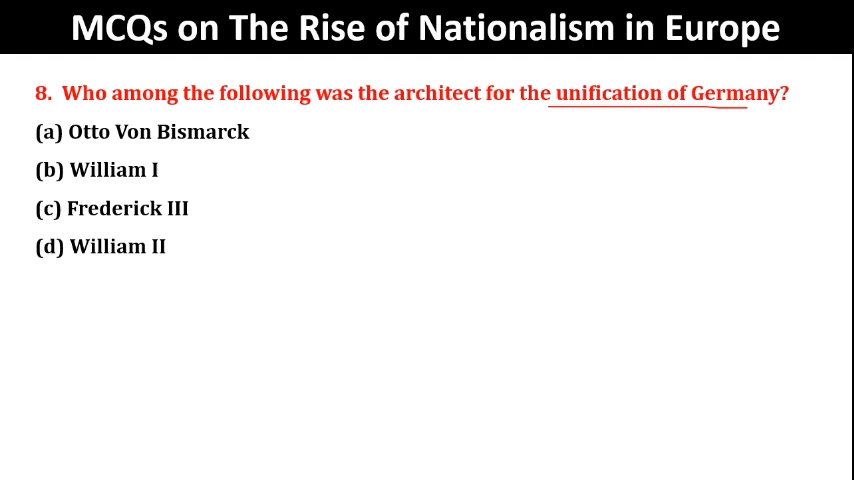 MCQs on The Rise of Nationalism in Europe
8. Who among the following was the architect for the unification of Germany?
(a) Otto Von Bismarck
(b) William I
(c) Frederick III
(d) William II